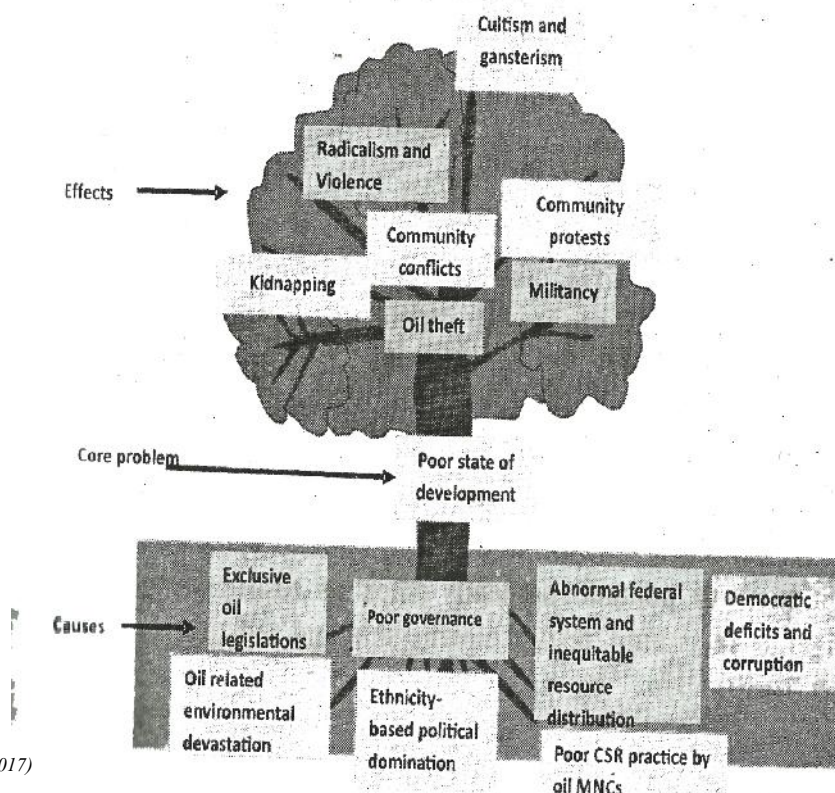 Cultism and
gansterism
Radicalism and
Violence
Effects
Community
protests
Community
conflicts
Kidnapping
Militancy
Oil theft
Core problem
Poor state of
development
Exclusive
oil
legislations
Poor governance
Abnormal federal
system and
inequitable
resource
distribution
Democratic
deficits and
corruption
Causes
Oil related
environmental
devastation
Ethnicity-
based political
domination
Poor CSR practice by
oil MNCs
017)